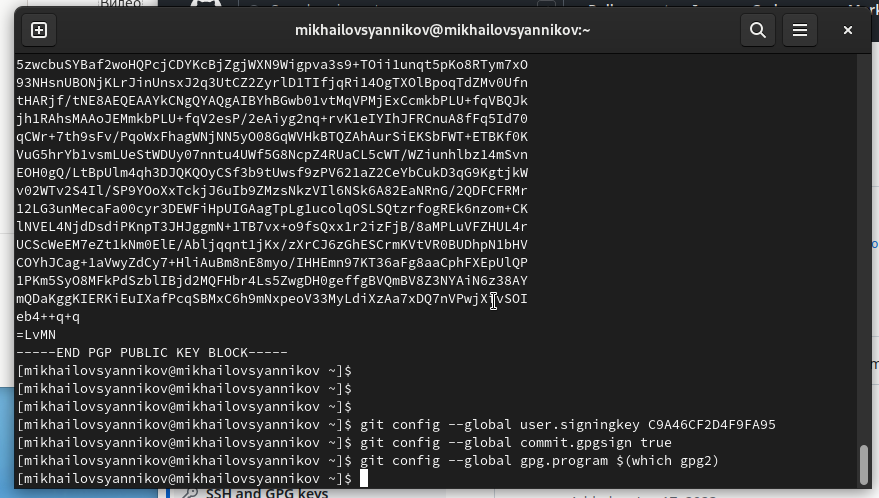 Видео
mikhailovsyannikov@mikhailovsyannikov:~
5zwcbuSYBaf2woHQPcjCDYKcBjZgjWXN9Wigpva3s9+TOii1unqt5pKo8RTym7xO
93NHsnUBONjKLrJinUnsxJ2q3UtCZ2ZyrlD1TIfjqRi14OgTXOlBpoqTdZMv0Ufn
tHARjf/tNE8AEQEAAYkCNgQYAQgAIBYhBGwb01vtMqVPMjExCcmkbPLU+fqVBQJk
jh1RAhsMAAoJEMmkbPLU+fqV2esP/2eAiyg2nq+rvK1eIYIhJFRCnuA8fFq5Id70
qCWr+7th9sFv/PqoWxFhagWNjNN5yO08GqWVHkBTQZAhAurSiEKSbFWT+ETBKf0K
VuG5hrYb1vsmLUeStWDUy07nntu4UWf5G8NcpZ4RUaCL5cWT/WZiunhlbz14mSvn
EOH0gQ/LtBpUlm4qh3DJQKQOyCSf3b9tUwsf9zPV621aZ2CeYbCukD3qG9KgtjkW
v02WTv2S4Il/SP9YOoXxTckjJ6uIb9ZMzsNkzVIl6NSk6A82EaNRnG/2QDFCFRMr
12LG3unMecaFa00cyr3DEWFiHpUIGAagTpLg1ucolqOSLSQtzrfogREk6nzom+CK
lNVEL4NjdDsdiPKnpT3JHJggmN+1TB7vx+o9fsQxx1r2izFjB/8aMPLuVFZHUL4r
UCScWeEM7eZt1kNm0ElE/Abljqqnt1jKx/zXrCJ6zGhESCrmKVtVR0BUDhpN1bHV
COYhJCag+1aVwyZdCy7+HliAuBm8nE8myo/IHHEmn97KT36aFg8aaCphFXEpUlQP
1PKm5SyO8MFkPdSzblIBjd2MQFHbr4Ls5ZwgDH0geffgBVQmBV8Z3NYAiN6z38AY
mQDaKggKIERKiEuIXafPcqSBMxC6h9mNxpeoV33MyLdiXzAa7xDQ7nVPwjXivSOI
eb4++q+q
=LvMN
-----END PGP PUBLIC KEY BLOCK-----
[mikhailovsyannikov@mikhailovsyannikov ~]$
[mikhailovsyannikov@mikhailovsyannikov ~]$
[mikhailovsyannikov@mikhailovsyannikov ~]$
[mikhailovsyannikov@mikhailovsyannikov ~]$ git config --global user.signingkey C9A46CF2D4F9FA95
[mikhailovsyannikov@mikhailovsyannikov ~]$ git config --global commit.gpgsign true
[mikhailovsyannikov@mikhailovsyannikov ~]$ git config --global gpg.program $(which gpg2)
[mikhailovsyannikov@mikhailovsyannikov ~]$
SSH and GPG keys